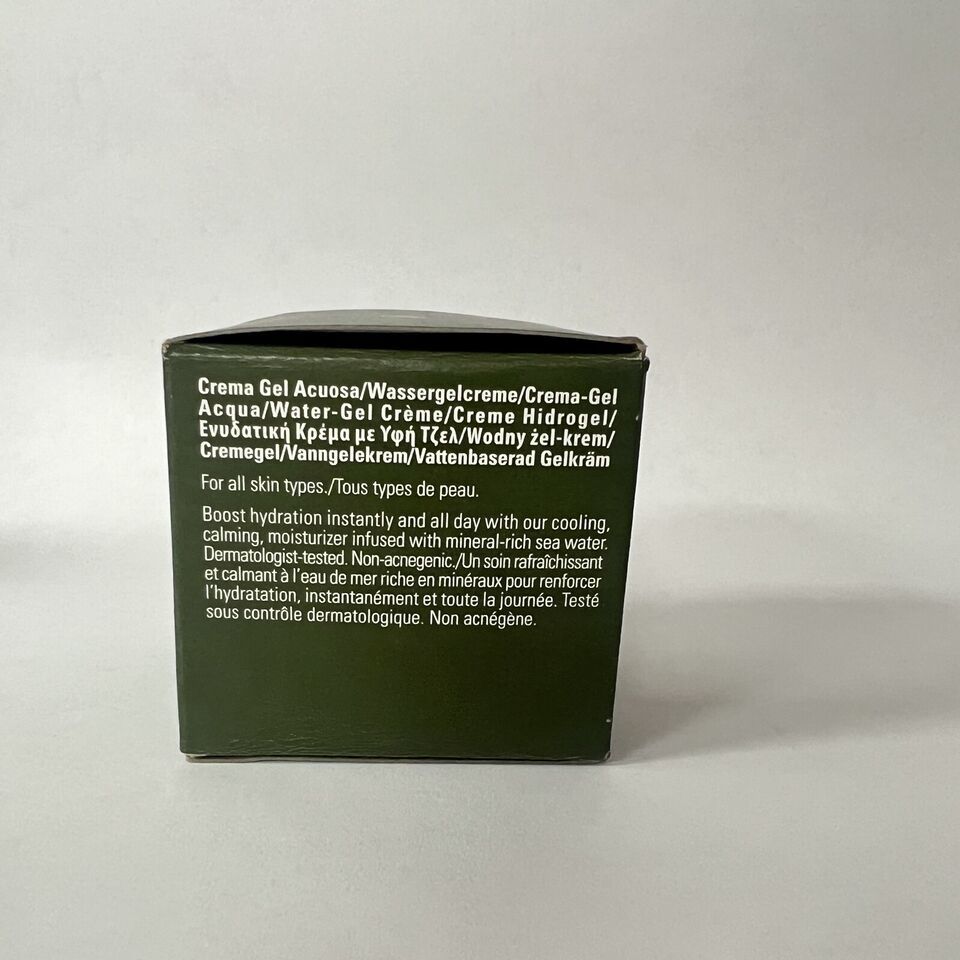 Crema Gel Acuosa/Wassergelcreme/Crema-Gel
Acqua/Water-Gel Crème/Creme Hidrogel/
Ενυδατική Κρέμα με Υφή Τζελ/Wodny żel-krem/
Cremegel/Vanngelekrem/Vattenbaserad Gelkräm
For all skin types./Tous types de peau.
Boost hydration instantly and all day with our cooling,
calming, moisturizer infused with mineral-rich sea water.
Dermatologist-tested. Non-acnegenic./Un soin rafraîchissant
et calmant à l'eau de mer riche en minéraux pour renforcer
l'hydratation, instantanément et toute la journée. Testé
sous contrôle dermatologique. Non acnégène.